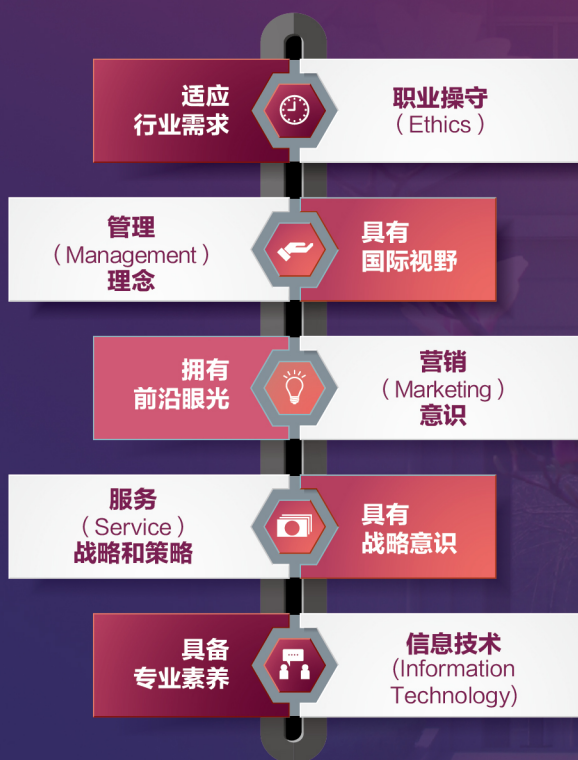 适应
行业需求
职业操守
（Ethics）
管理
（Management）
理念
具有
国际视野
拥有
前沿眼光
营销
（Marketing）
意识
服务
（Service）
战略和策略
具有
战略意识
具备
专业素养
信息技术
(Information
Technology)